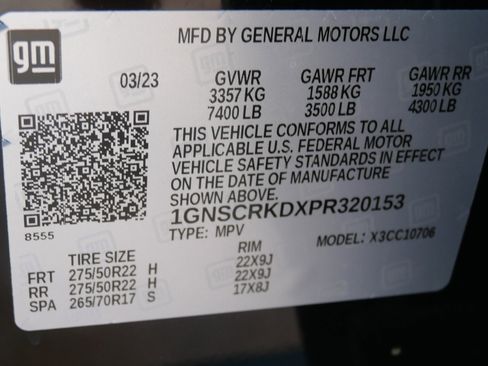 gm
MFD BY GENERAL MOTORS LLC
03/23 GVWR GAWR FRT GAWR RR
3357 KG 1588 KG 1950 KG
7400 LB 3500 LB 4300 LB
THIS VEHICLE CONFORMS TO ALL
APPLICABLE U.S. FEDERAL MOTOR
VEHICLE SAFETY STANDARDS IN EFFECT
ON THE DATE OF MANUFACTURE
SHOWN ABOVE.
8555 1GNSCRKDXPR320153
TYPE: MPV MODEL: X3CC10706
TIRE SIZE RIM
FRT 275/50R22 H 22X9J
RR 275/50R22 H 22X9J
SPA 265/70R17 S 17X8J